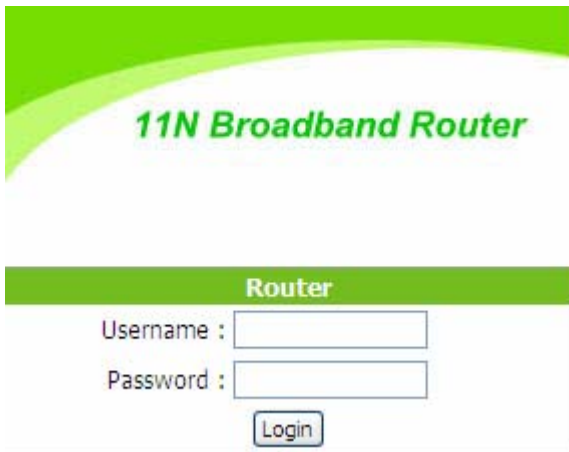 11N Broadband Router
Router
Username :
Password :
Login